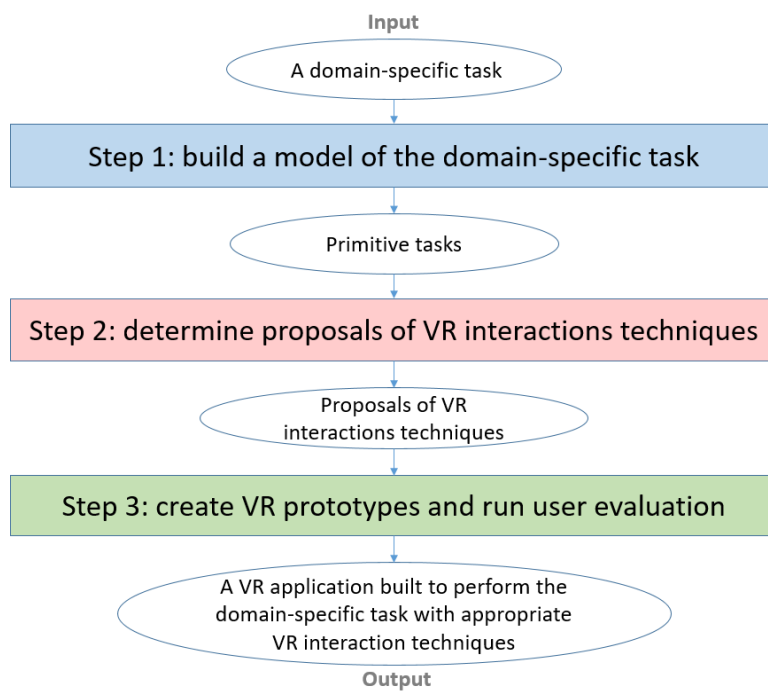 Input
A domain-specific task
Step 1: build a model of the domain-specific task
Primitive tasks
Step 2: determine proposals of VR interactions techniques
Proposals of VR
interactions techniques
Step 3: create VR prototypes and run user evaluation
A VR application built to perform the
domain-specific task with appropriate
VR interaction techniques
Output